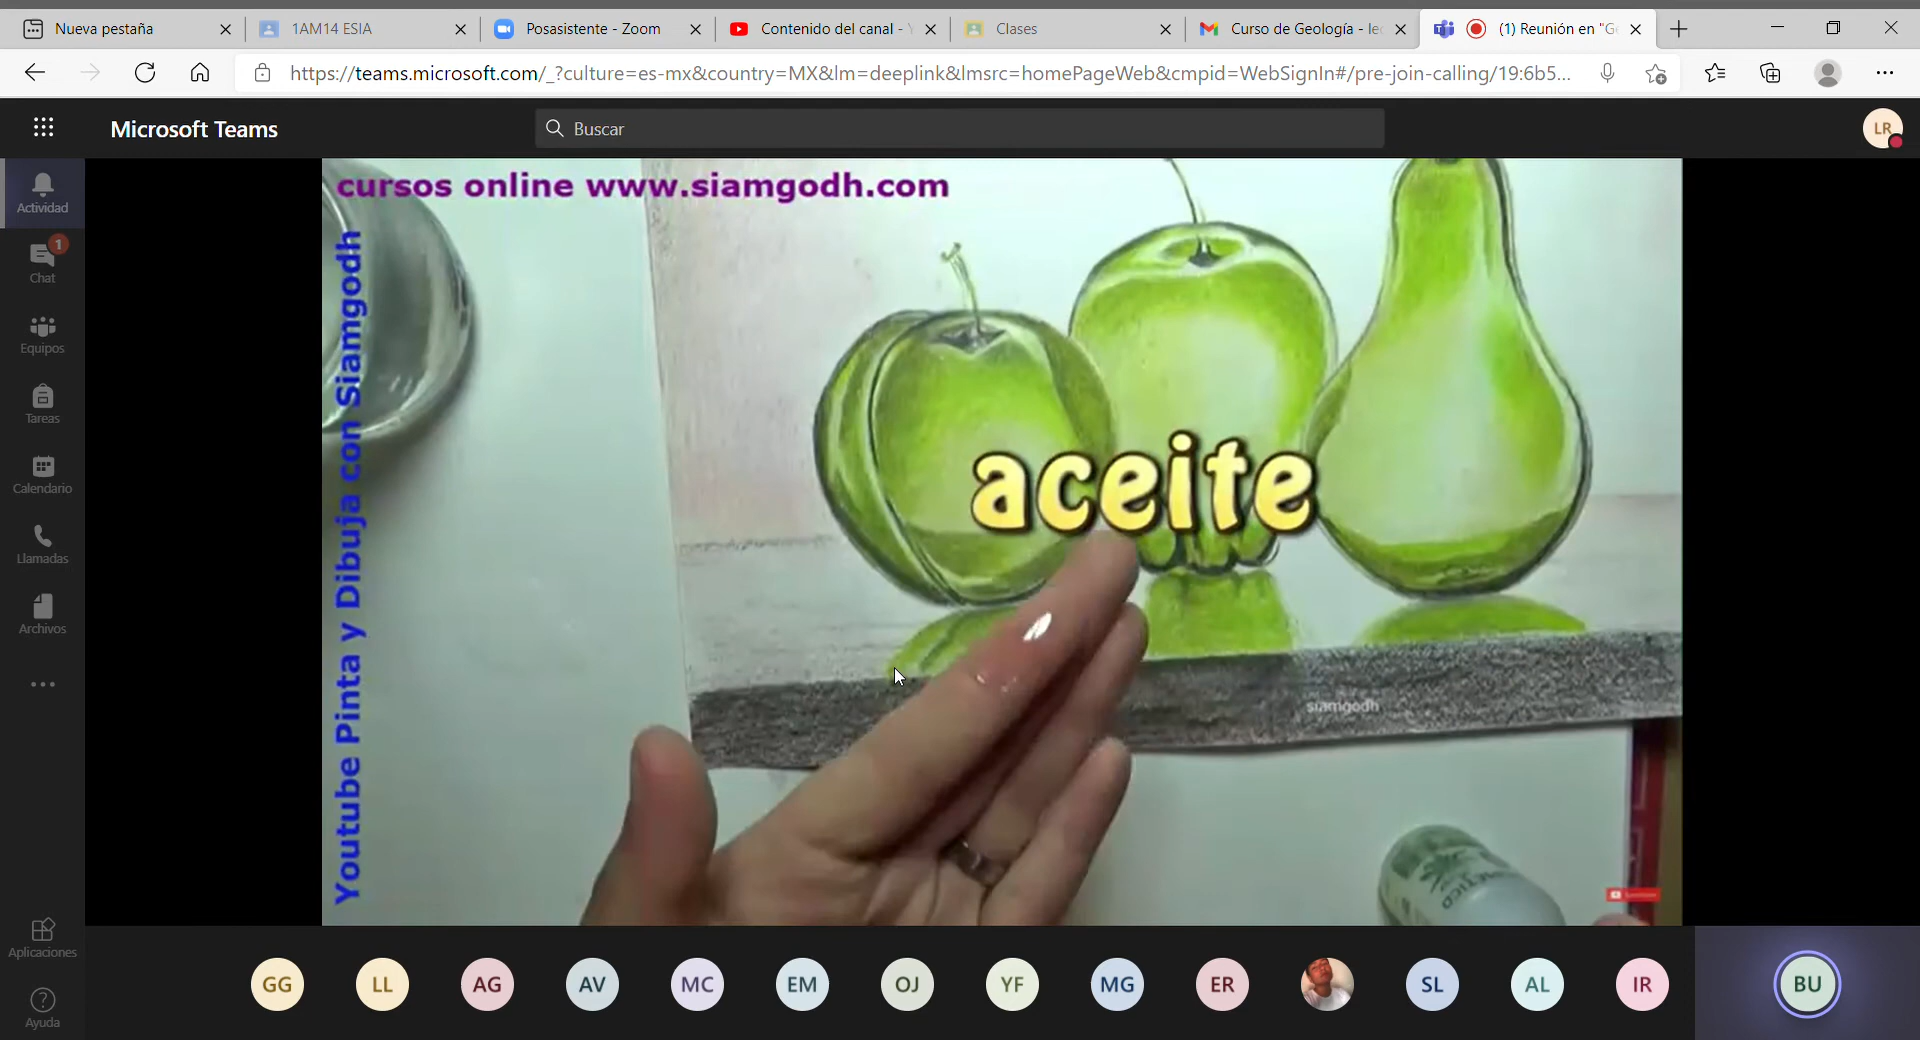 Nueva pestaña
1AM14 ESIA
Posasistente - Zoom
Contenido del canal -
Clases
Curso de Geología - lec
(1) Reunión en "Ge
https://teams.microsoft.com/_?culture=es-mx&country=MX&lm=deeplink&lmsrc=homePageWeb&cmpid=WebSignIn#/pre-join-calling/19:6b5...
Microsoft Teams
Buscar
LR
Actividad
1
Chat
Equipos
Tareas
Calendario
Llamadas
Archivos
Aplicaciones
Ayuda
cursos online www.siamgodh.com
Youtube Pinta y Dibuja con Siamgodh
aceite
siamgodh
GG
LL
AG
AV
MC
EM
OJ
YF
MG
ER
SL
AL
IR
BU